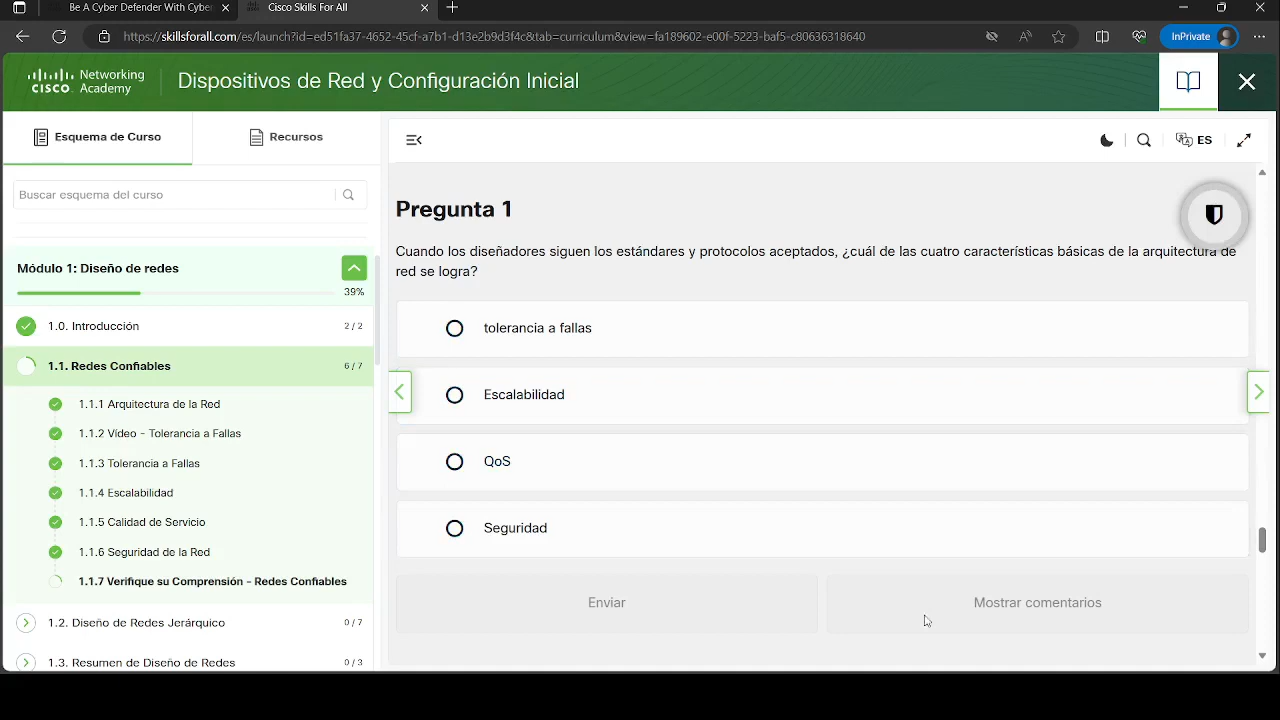 Be A Cyber Defender With Cyber
Cisco Skills For All
https://skillsforall.com/es/launch?id=ed51fa37-4652-45cf-a7b1-d13e2b9d3f4c8&tab=curriculum&view=fa189602-e00f-5223-baf5-c80636318640
InPrivate
CISCO Networking Academy
Dispositivos de Red y Configuración Inicial
Esquema de Curso
Recursos
ES
Buscar esquema del curso
Módulo 1: Diseño de redes
39%
1.0. Introducción 2 / 2
1.1. Redes Confiables 6 / 7
1.1.1 Arquitectura de la Red
1.1.2 Vídeo - Tolerancia a Fallas
1.1.3 Tolerancia a Fallas
1.1.4 Escalabilidad
1.1.5 Calidad de Servicio
1.1.6 Seguridad de la Red
1.1.7 Verifique su Comprensión - Redes Confiables
1.2. Diseño de Redes Jerárquico 0 / 7
1.3. Resumen de Diseño de Redes 0 / 3
Pregunta 1
Cuando los diseñadores siguen los estándares y protocolos aceptados, ¿cuál de las cuatro características básicas de la arquitectura de
red se logra?
tolerancia a fallas
Escalabilidad
QoS
Seguridad
Enviar
Mostrar comentarios